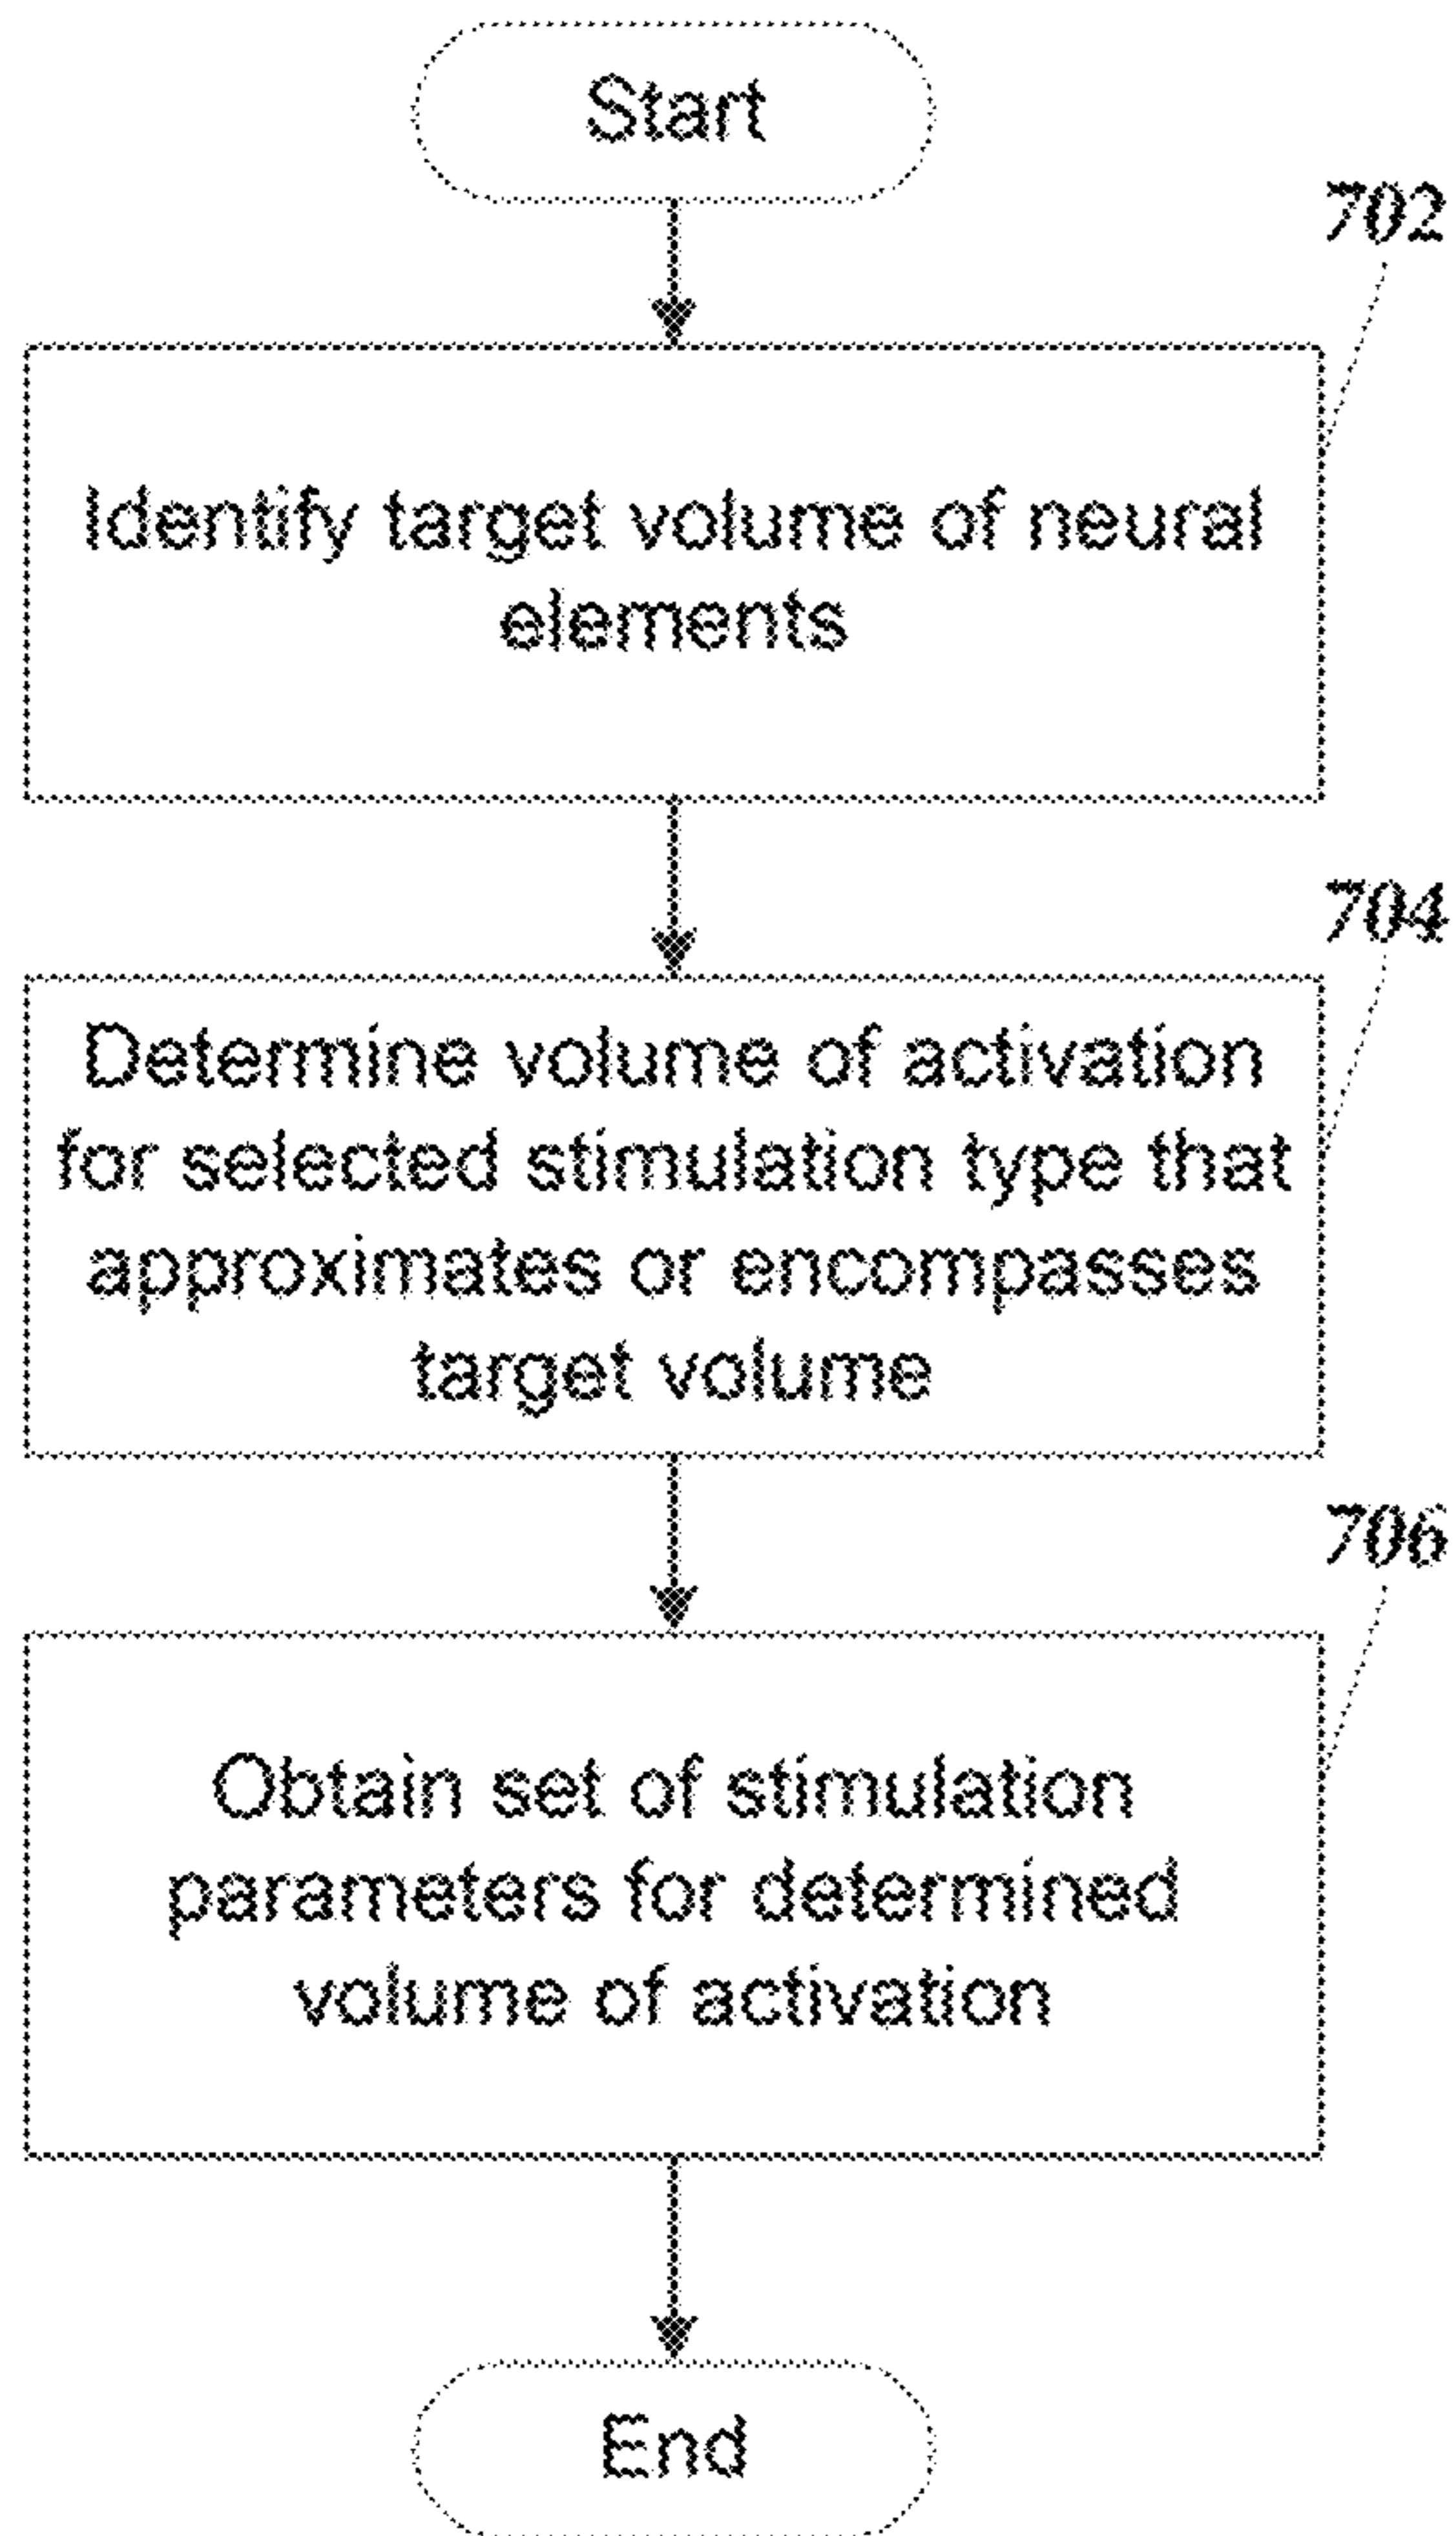 Start
702
Identify target volume of neural
elements
704
Determine volume of activation
for selected stimulation type that
approximates or encompasses
target volume
706
Obtain set of stimulation
parameters for determined
volume of activation
End